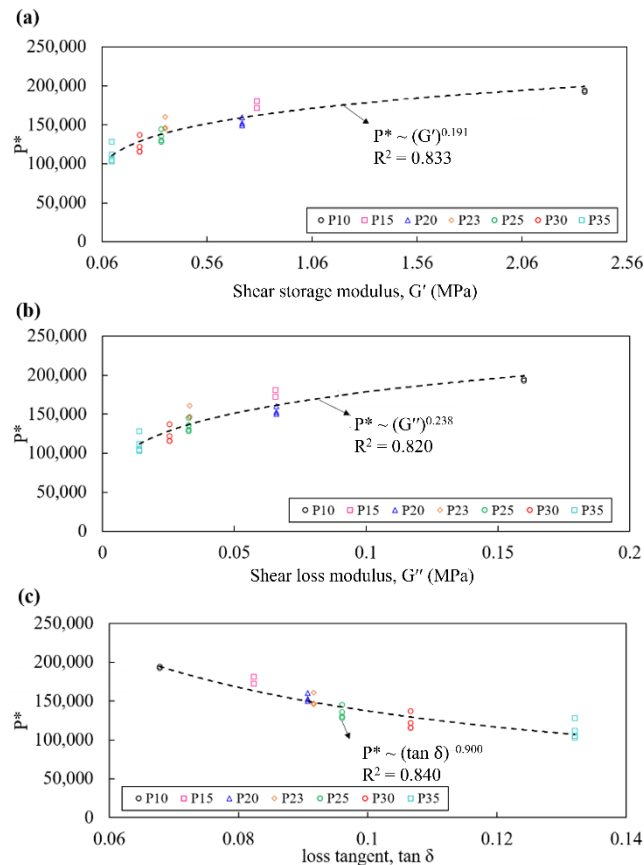 (a)
250,000
200,000
150,000
100,000
50,000
0
P*
P* ~ (G′)^0.191
R² = 0.833
P10 P15 P20 P23 P25 P30 P35
0.06 0.56 1.06 1.56 2.06 2.56
Shear storage modulus, G′ (MPa)
(b)
250,000
200,000
150,000
100,000
50,000
0
P*
P* ~ (G′′)^0.238
R² = 0.820
P10 P15 P20 P23 P25 P30 P35
0 0.05 0.1 0.15 0.2
Shear loss modulus, G′′ (MPa)
(c)
250,000
200,000
150,000
100,000
50,000
0
P*
P* ~ (tan δ) ^0.900
R² = 0.840
P10 P15 P20 P23 P25 P30 P35
0.06 0.08 0.1 0.12 0.14
loss tangent, tan δ